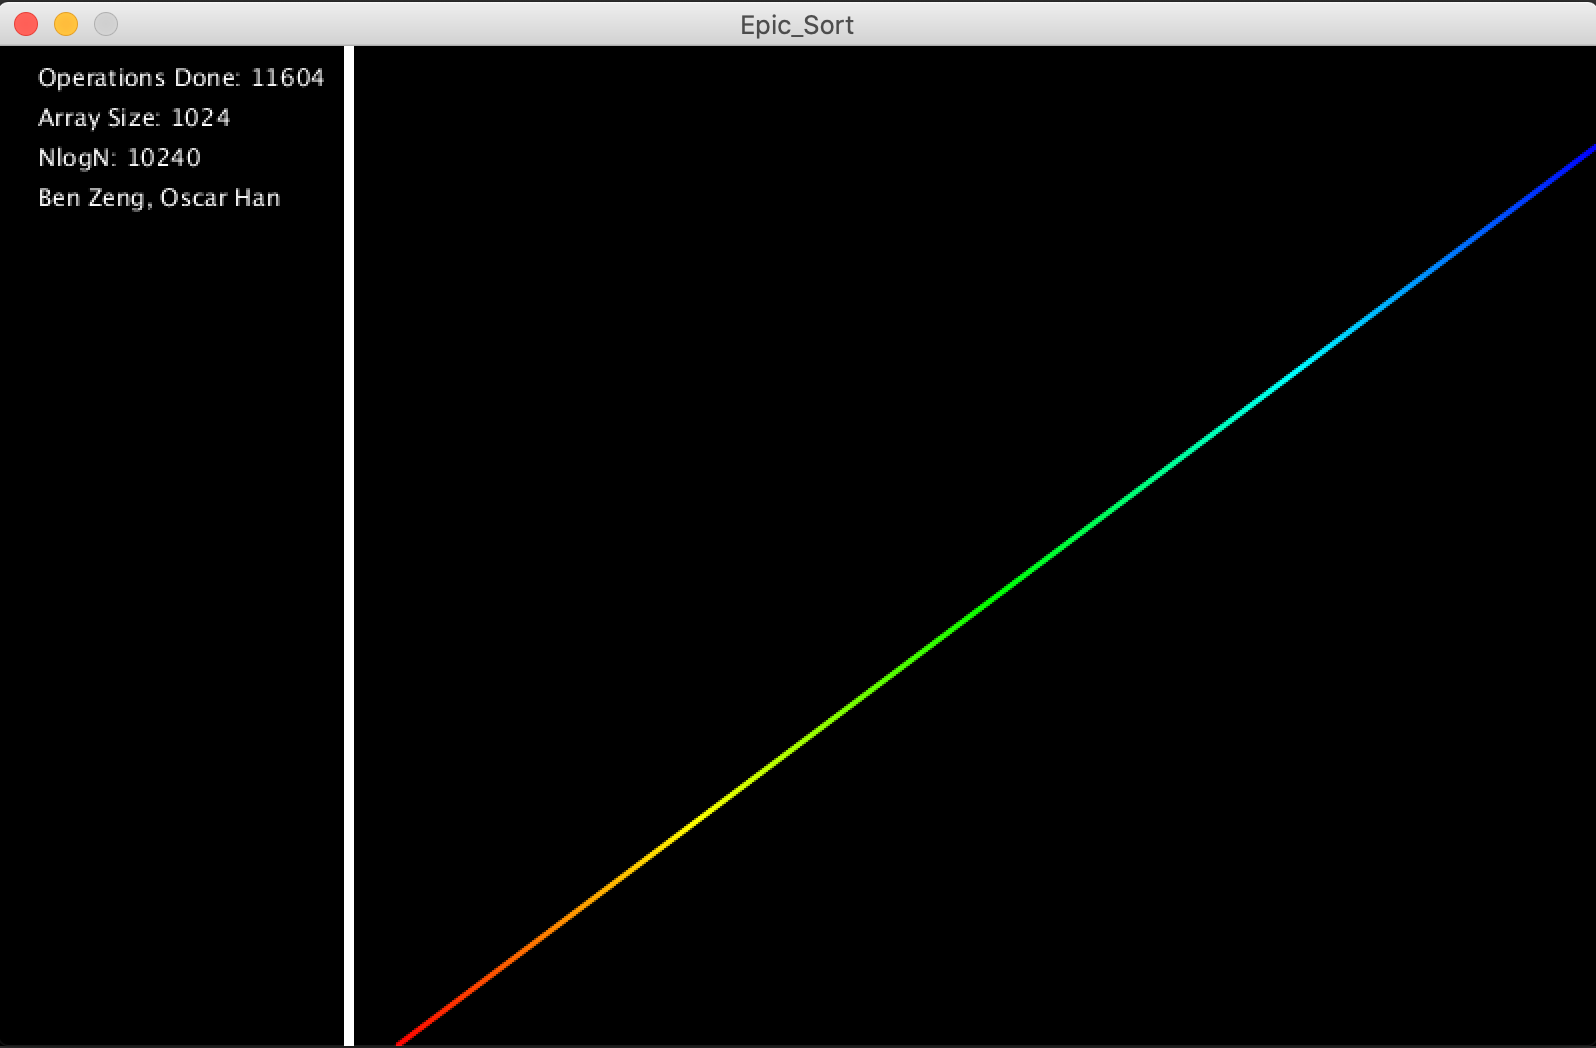 Epic_Sort
Operations Done: 11604
Array Size: 1024
NlogN: 10240
Ben Zeng, Oscar Han